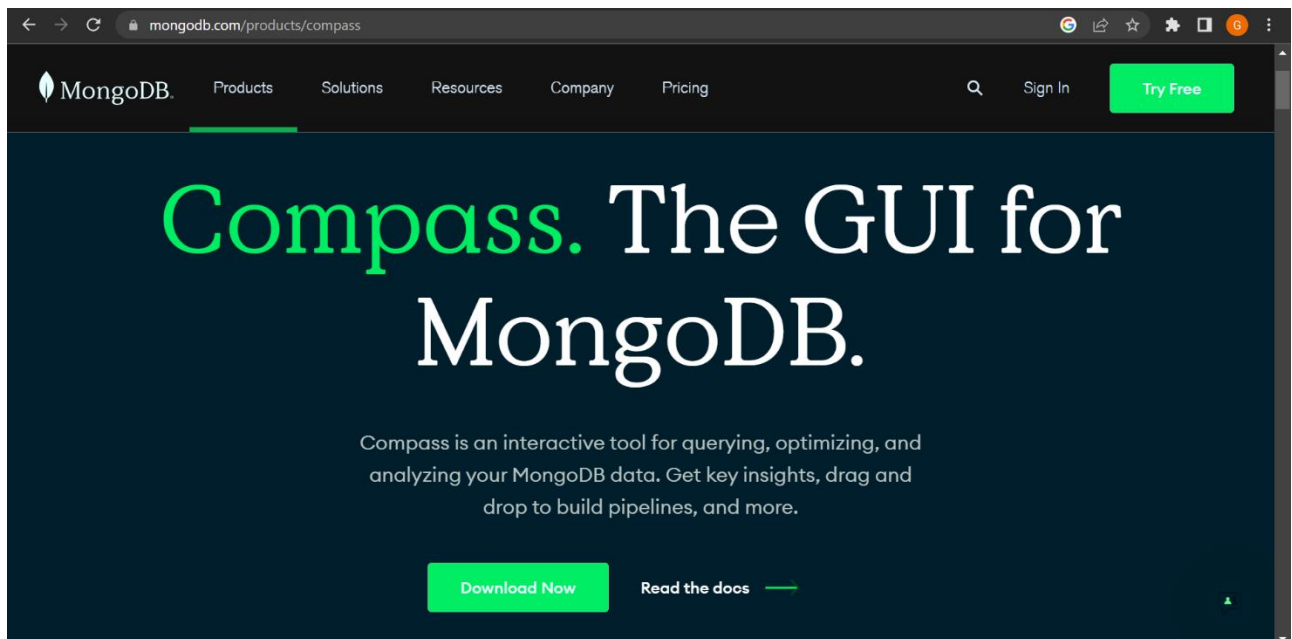 mongodb.com/products/compass
G
MongoDB.
Products Solutions Resources Company Pricing Sign In Try Free
Compass. The GUI for
MongoDB.
Compass is an interactive tool for querying, optimizing, and
analyzing your MongoDB data. Get key insights, drag and
drop to build pipelines, and more.
Download Now Read the docs